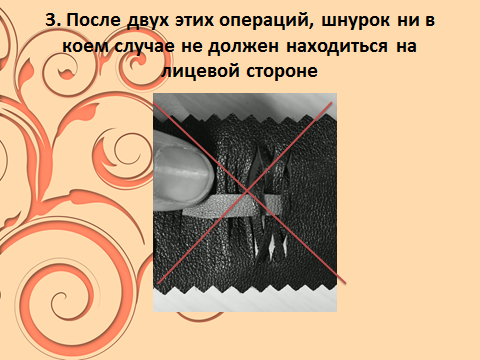 3. После двух этих операций, шнурок ни в
коем случае не должен находиться на
лицевой стороне